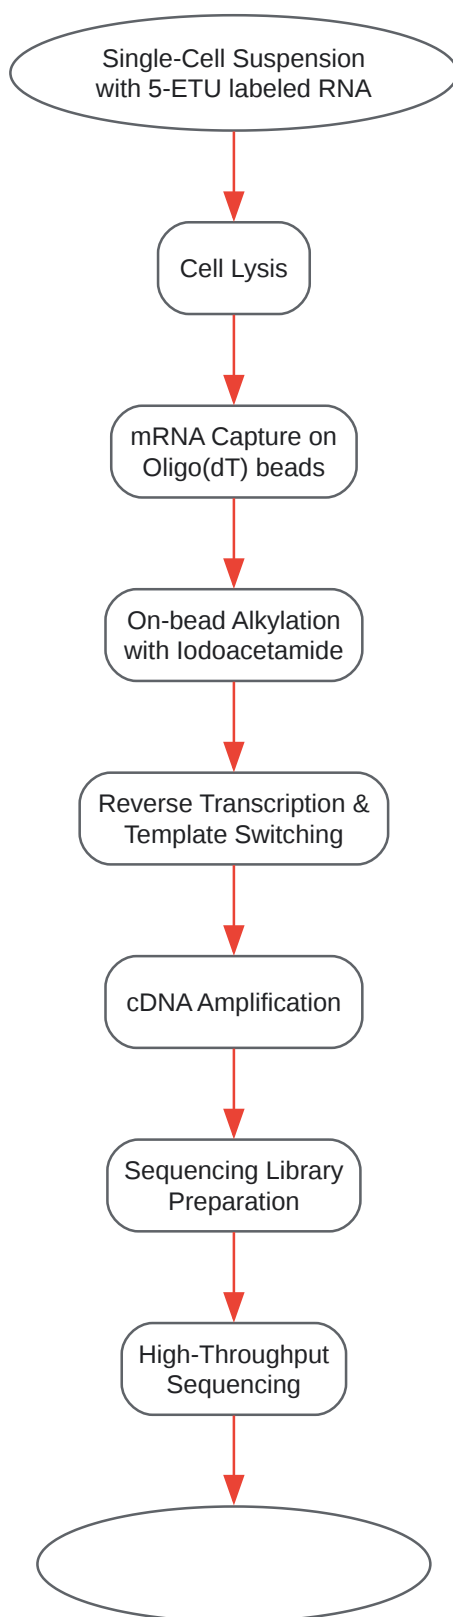 Single-Cell Suspension
with 5-ETU labeled RNA
Cell Lysis
mRNA Capture on
Oligo(dT) beads
On-bead Alkylation
with Iodoacetamide
Reverse Transcription &
Template Switching
cDNA Amplification
Sequencing Library
Preparation
High-Throughput
Sequencing